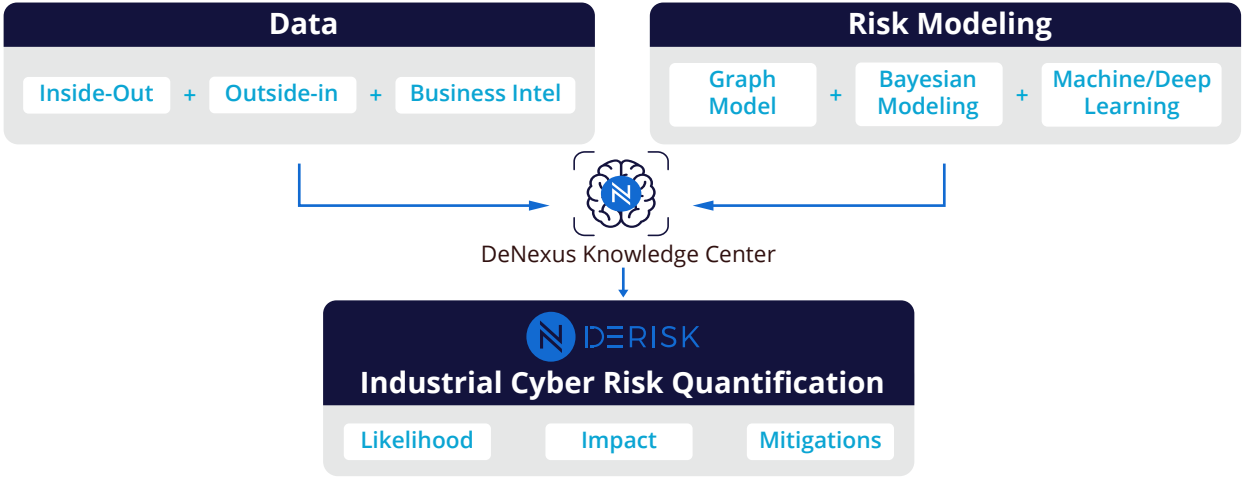 Data
Inside-Out + Outside-in + Business Intel
Risk Modeling
Graph
Model
+
Bayesian
Modeling
+
Machine/Deep
Learning
N
DeNexus Knowledge Center
N DERISK
Industrial Cyber Risk Quantification
Likelihood
Impact
Mitigations